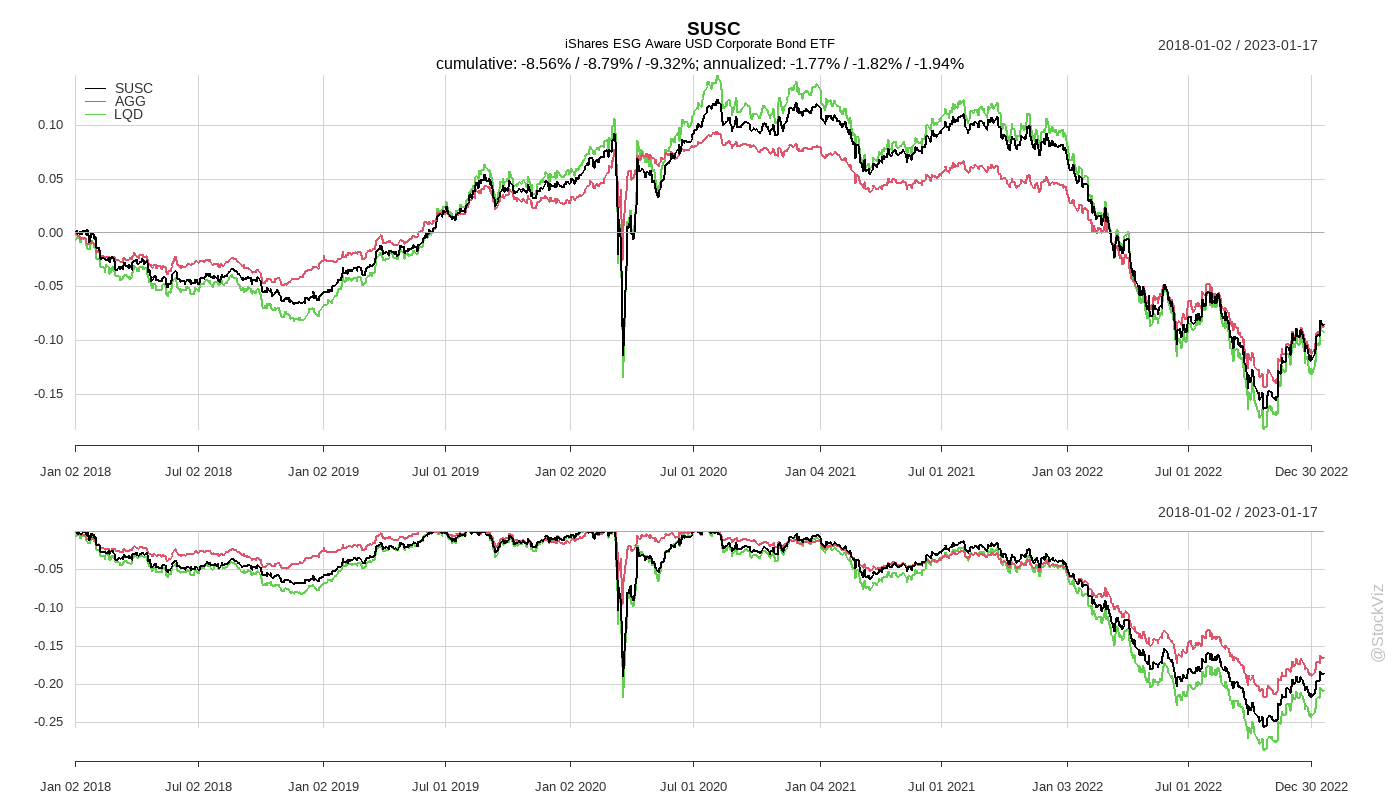 SUSC
iShares ESG Aware USD Corporate Bond ETF
2018-01-02 / 2023-01-17
cumulative: -8.56% / -8.79% / -9.32%; annualized: -1.77% / -1.82% / -1.94%
SUSC
AGG
LQD
0.10
0.05
0.00
-0.05
-0.10
-0.15
Jan 02 2018 Jul 02 2018 Jan 02 2019 Jul 01 2019 Jan 02 2020 Jul 01 2020 Jan 04 2021 Jul 01 2021 Jan 03 2022 Jul 01 2022 Dec 30 2022
2018-01-02 / 2023-01-17
-0.05
-0.10
-0.15
-0.20
-0.25
Jan 02 2018 Jul 02 2018 Jan 02 2019 Jul 01 2019 Jan 02 2020 Jul 01 2020 Jan 04 2021 Jul 01 2021 Jan 03 2022 Jul 01 2022 Dec 30 2022
@StockViz